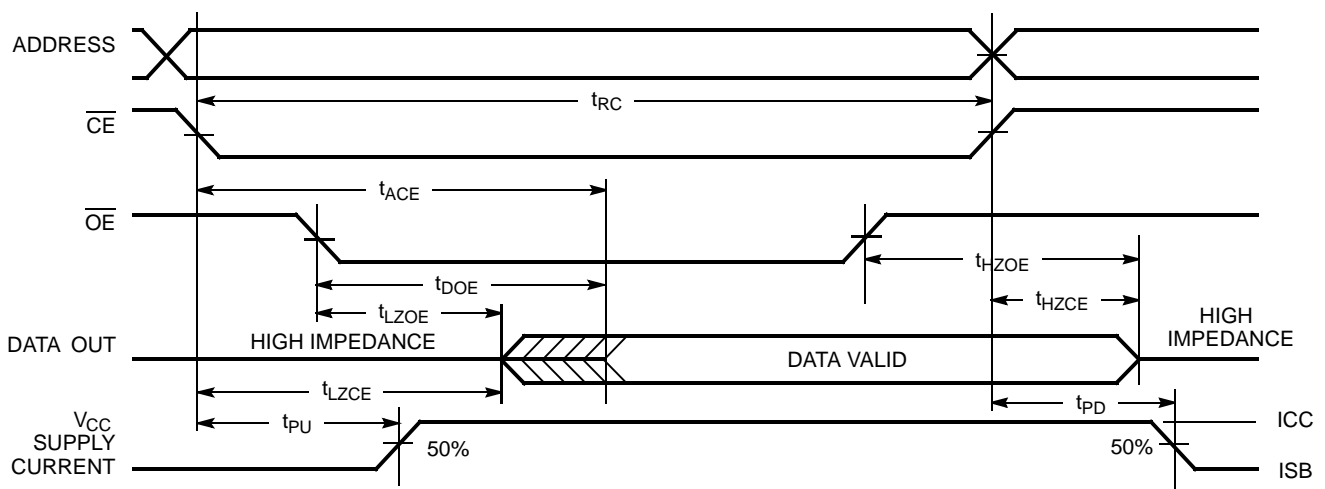 ADDRESS
tRC
CE
tACE
OE
tHZOE
tDOE
tHZCE
tLZOE
HIGH
IMPEDANCE
DATA OUT
HIGH IMPEDANCE
DATA VALID
tLZCE
tPD
VCC
SUPPLY
CURRENT
tPU
50%
50%
ICC
ISB